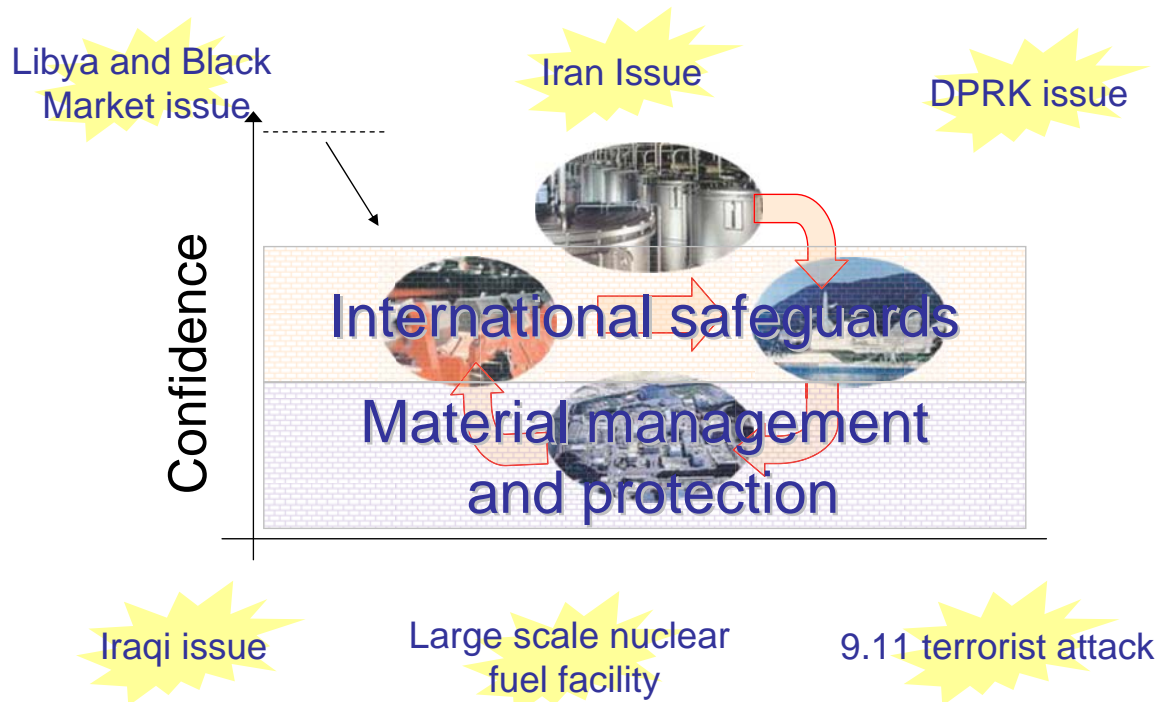 Libya and Black
Market issue
Iran Issue
DPRK issue
Confidence
International safeguards
Material management
and protection
Iraqi issue
Large scale nuclear
fuel facility
9.11 terrorist attack